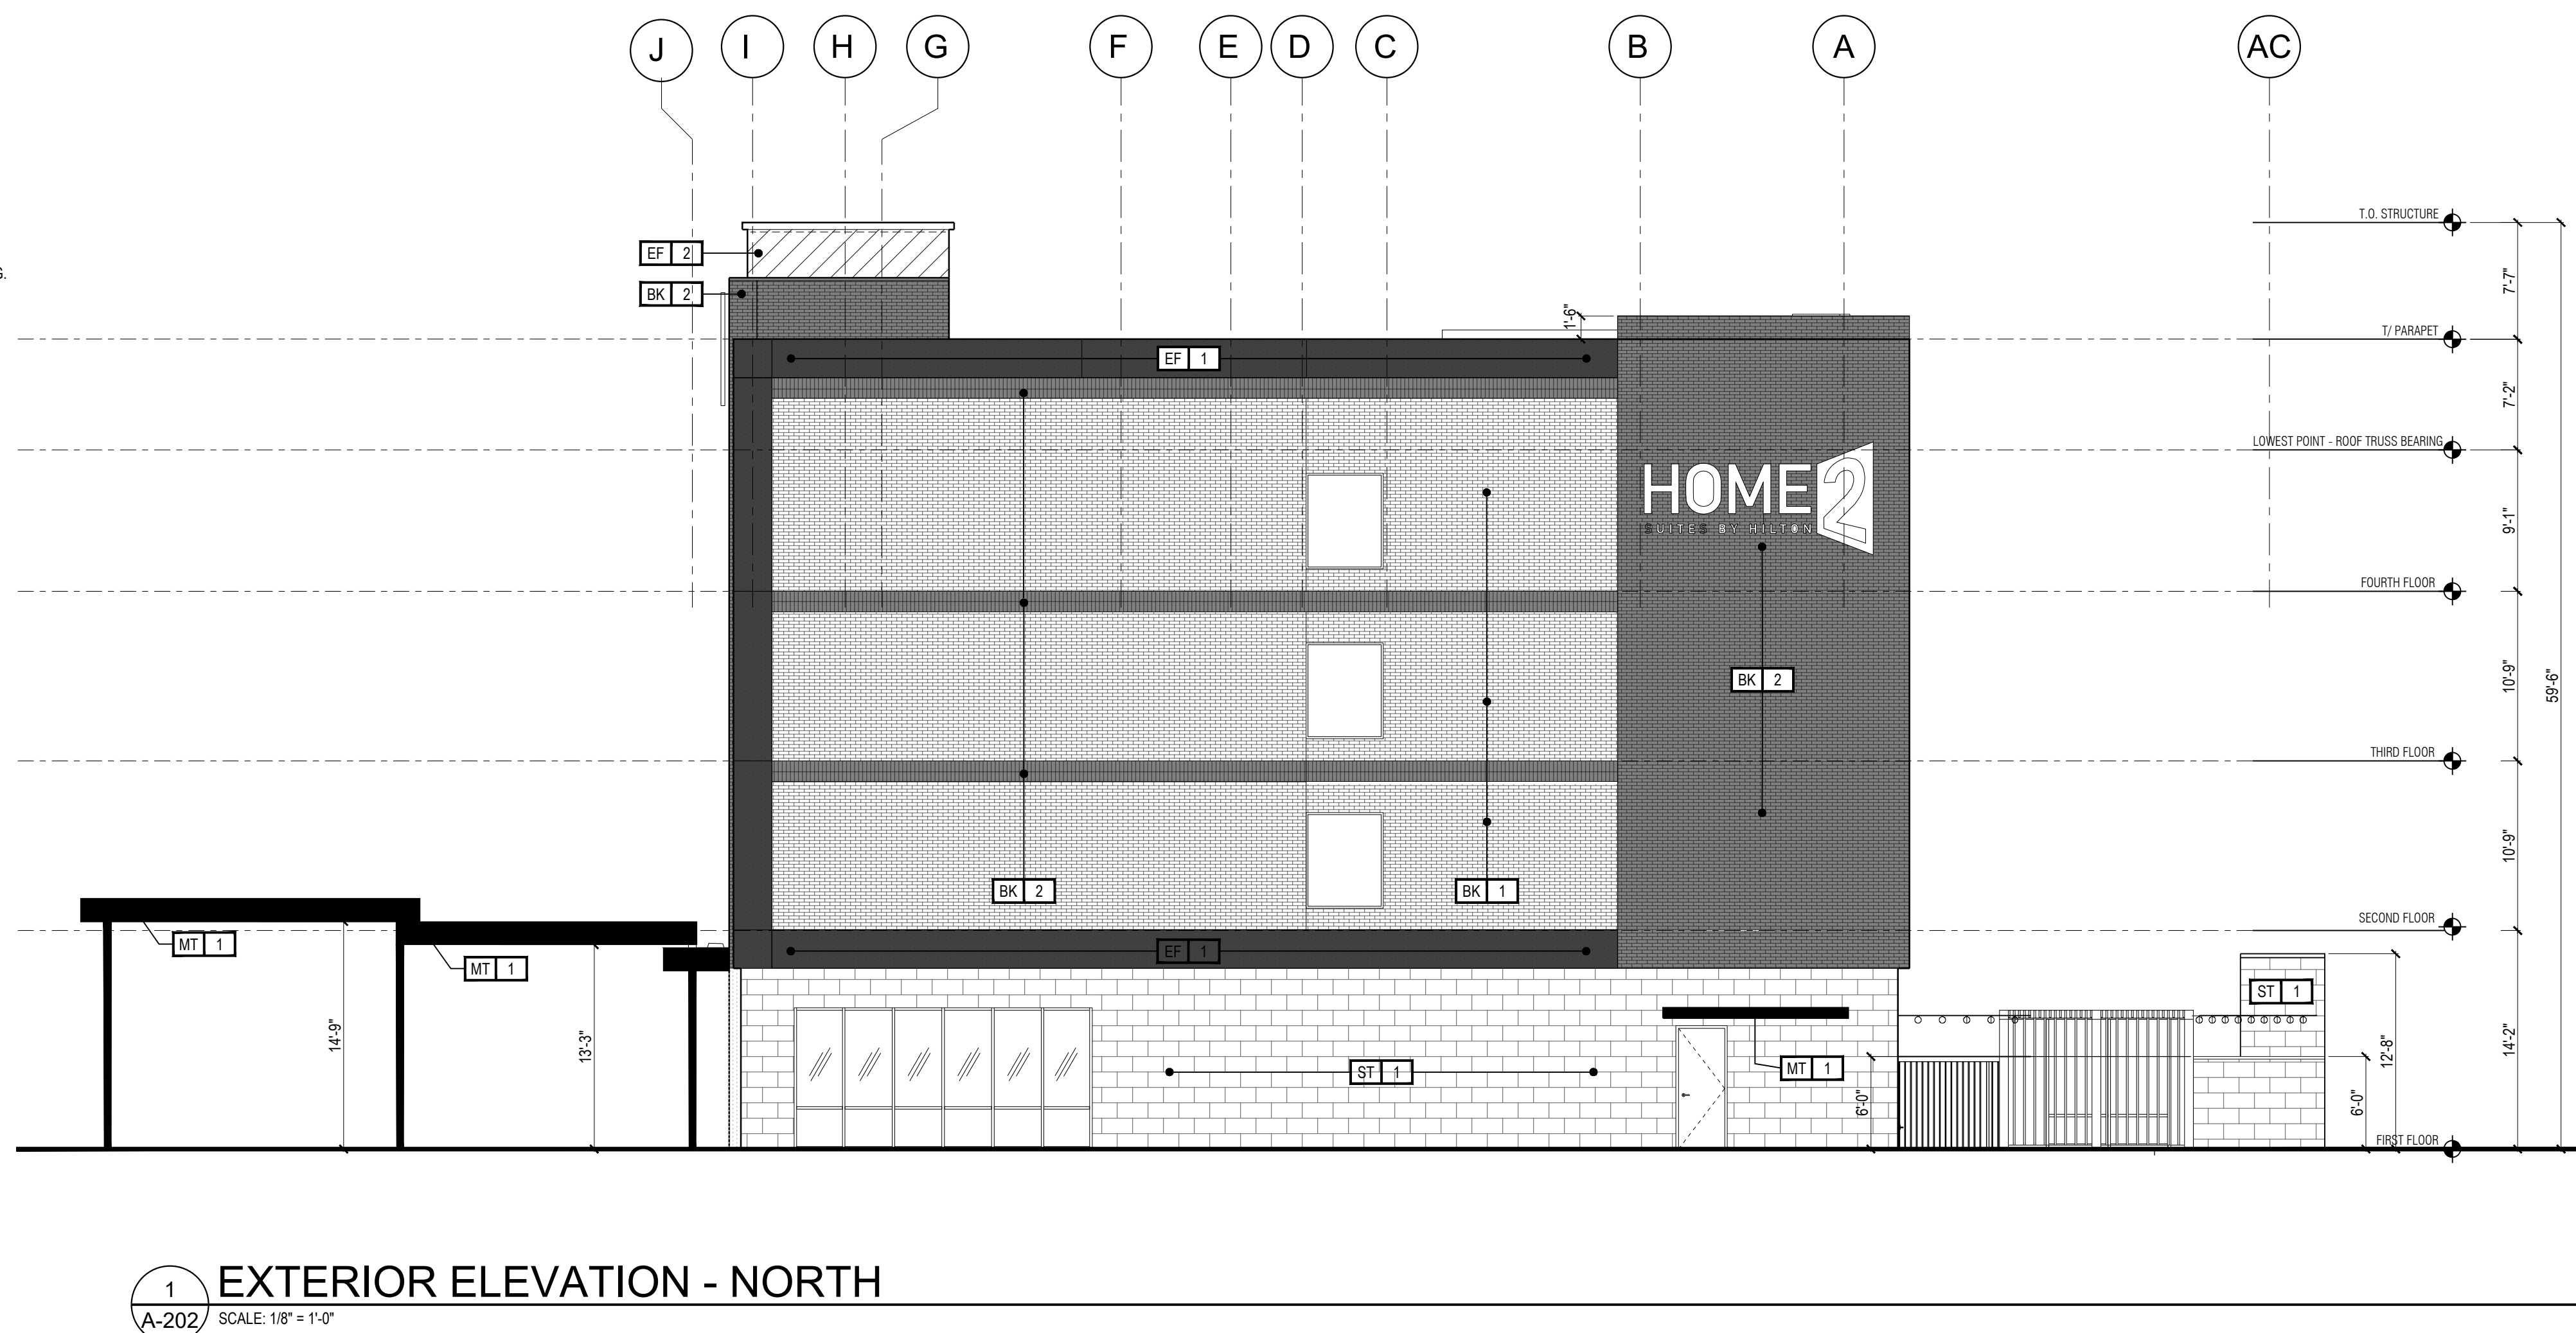 J I H G F E D C B A AC
T.O. STRUCTURE
EF 2
G.
7'-7"
BK 2
1'-6"
T/ PARAPET
EF 1
7'-2"
LOWEST POINT - ROOF TRUSS BEARING
HOME 2
SUITES BY HILTON
9'-1"
FOURTH FLOOR
BK 2
10'-9"
59'-6"
THIRD FLOOR
10'-9"
BK 2
BK 1
SECOND FLOOR
MT 1
EF 1
MT 1
ST 1
14'-9"
13'-3"
14'-2"
12'-8"
ST 1
MT 1
6'-0"
6'-0"
FIRST FLOOR
1
EXTERIOR ELEVATION - NORTH
A-202
SCALE: 1/8" = 1'-0"